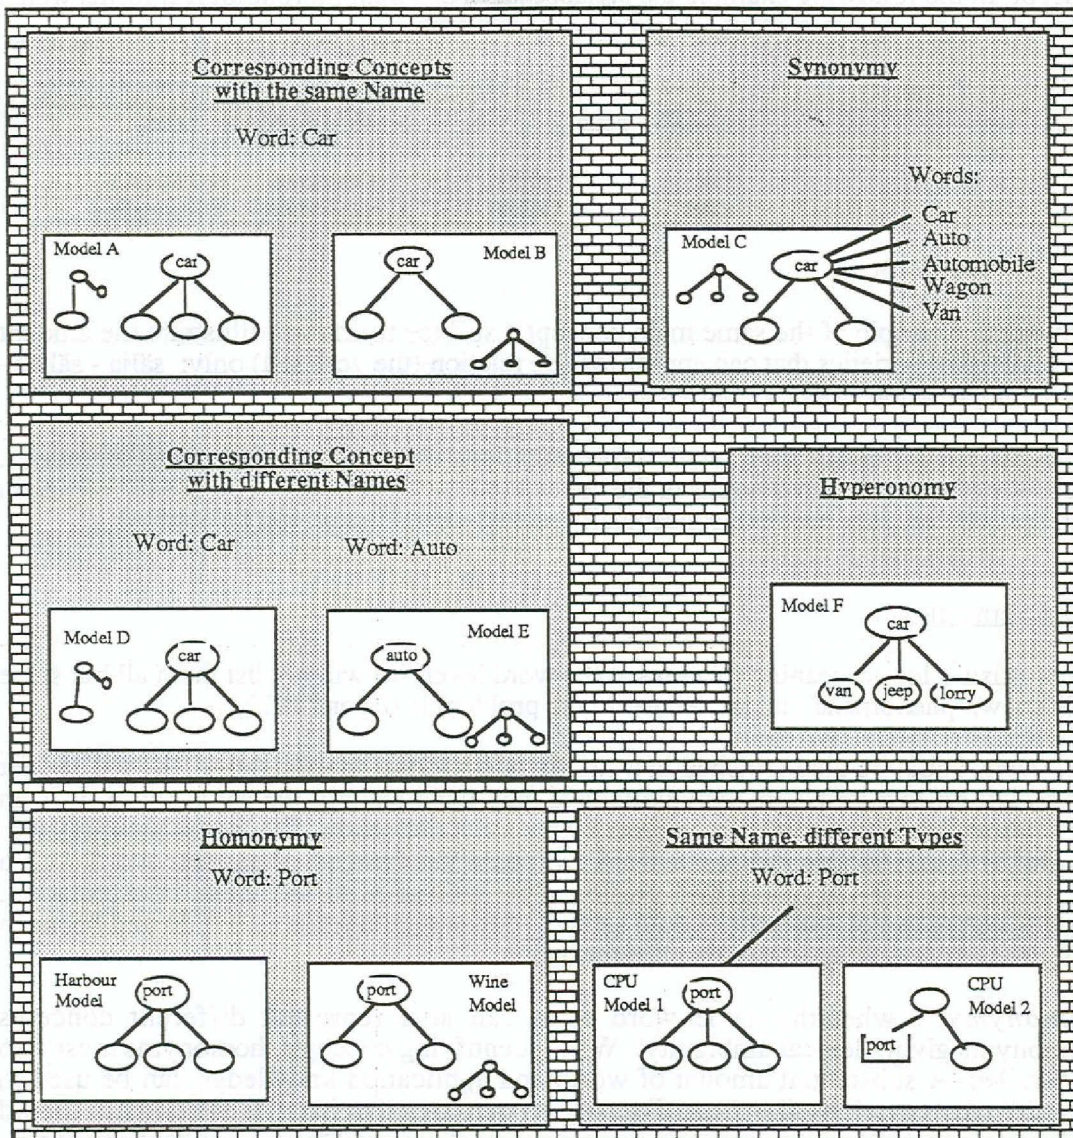 Corresponding Concepts
with the same Name
Word: Car
Model A
car
car
Model B
Synonymy
Words:
Car
Auto
Automobile
Wagon
Van
Model C
car
Corresponding Concept
with different Names
Word: Car
Word: Auto
Model D
car
auto
Model E
Hyperonomy
Model F
car
van
jeep
lorry
Homonymy
Word: Port
Harbour
Model
port
port
Wine
Model
Same Name, different Types
Word: Port
CPU
Model 1
port
CPU
Model 2
port